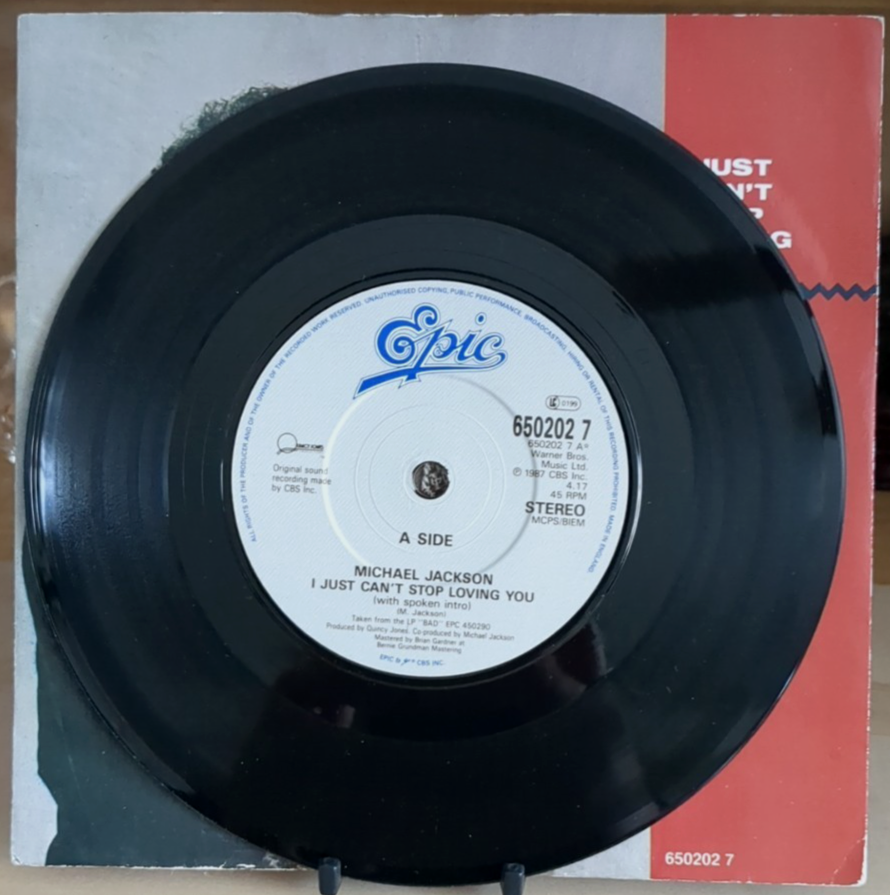 JUST
N'T
G
ALL RIGHTS OF THE PRODUCER AND OF THE OWNER OF THE RECORDED WORK RESERVED. UNAUTHORISED COPYING, PUBLIC PERFORMANCE, BROADCASTING, HIRING OR RENTAL OF THIS RECORDING PROHIBITED. MADE IN ENGLAND
Epic
0199
650202 7
650202 7 A*
Warner Bros.
Music Ltd.
℗ 1987 CBS Inc.
4.17
45 RPM
STEREO
MCPS/BIEM
Original sound
recording made
by CBS Inc.
A SIDE
MICHAEL JACKSON
I JUST CAN'T STOP LOVING YOU
(with spoken intro)
(M. Jackson)
Taken from the LP "BAD" EPC 450290
Produced by Quincy Jones. Co-produced by Michael Jackson
Mastered by Brian Gardner at
Bernie Grundman Mastering
CBS INC.
650202 7